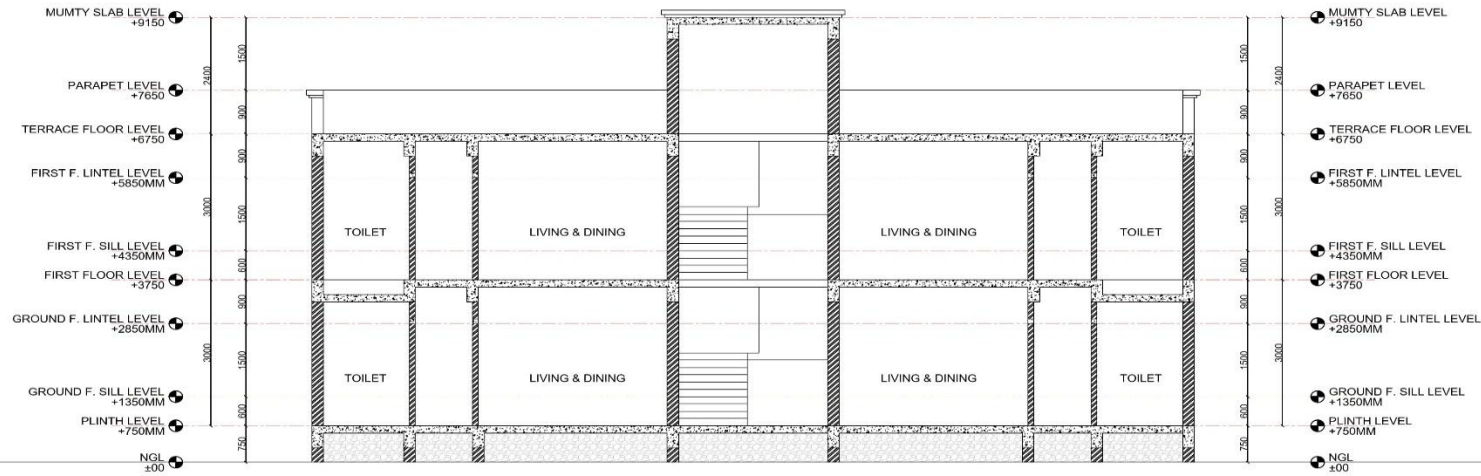 MUMTY SLAB LEVEL
+9150
PARAPET LEVEL
+7650
TERRACE FLOOR LEVEL
+6750
FIRST F. LINTEL LEVEL
+5850MM
FIRST F. SILL LEVEL
+4350MM
FIRST FLOOR LEVEL
+3750
GROUND F. LINTEL LEVEL
+2850MM
GROUND F. SILL LEVEL
+1350MM
PLINTH LEVEL
+750MM
NGL
±00
2400
3000
3000
1500
900
900
1500
600
900
1500
600
750
TOILET
LIVING & DINING
LIVING & DINING
TOILET
TOILET
LIVING & DINING
LIVING & DINING
TOILET
1500
900
900
1500
600
900
1500
600
750
2400
3000
3000
MUMTY SLAB LEVEL
+9150
PARAPET LEVEL
+7650
TERRACE FLOOR LEVEL
+6750
FIRST F. LINTEL LEVEL
+5850MM
FIRST F. SILL LEVEL
+4350MM
FIRST FLOOR LEVEL
+3750
GROUND F. LINTEL LEVEL
+2850MM
GROUND F. SILL LEVEL
+1350MM
PLINTH LEVEL
+750MM
NGL
±00